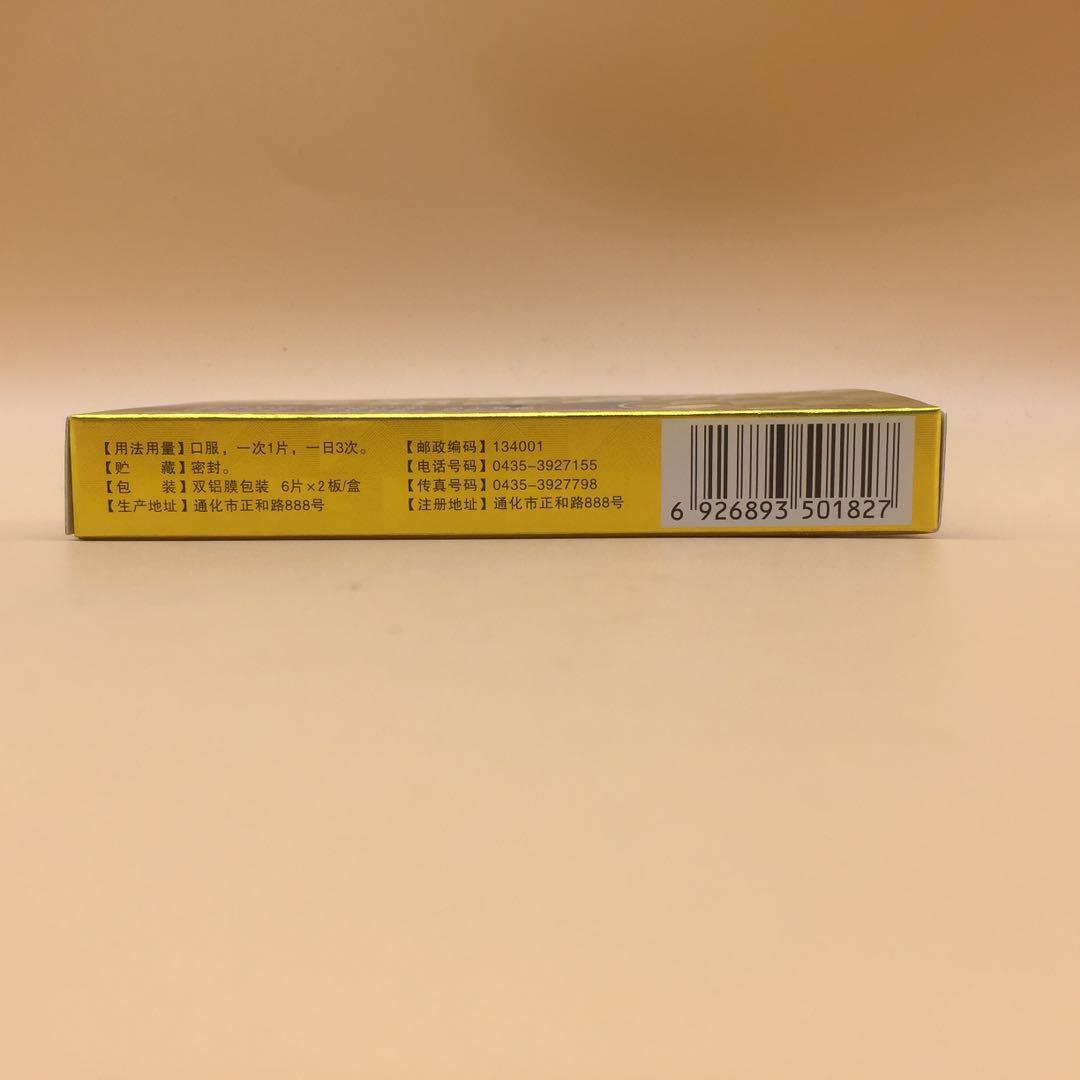 【用法用量】口服，一次1片，一日3次。
【贮　　藏】密封。
【包　　装】双铝膜包装 6片×2板/盒
【生产地址】通化市正和路888号
【邮政编码】134001
【电话号码】0435-3927155
【传真号码】0435-3927798
【注册地址】通化市正和路888号
6 926893 501827